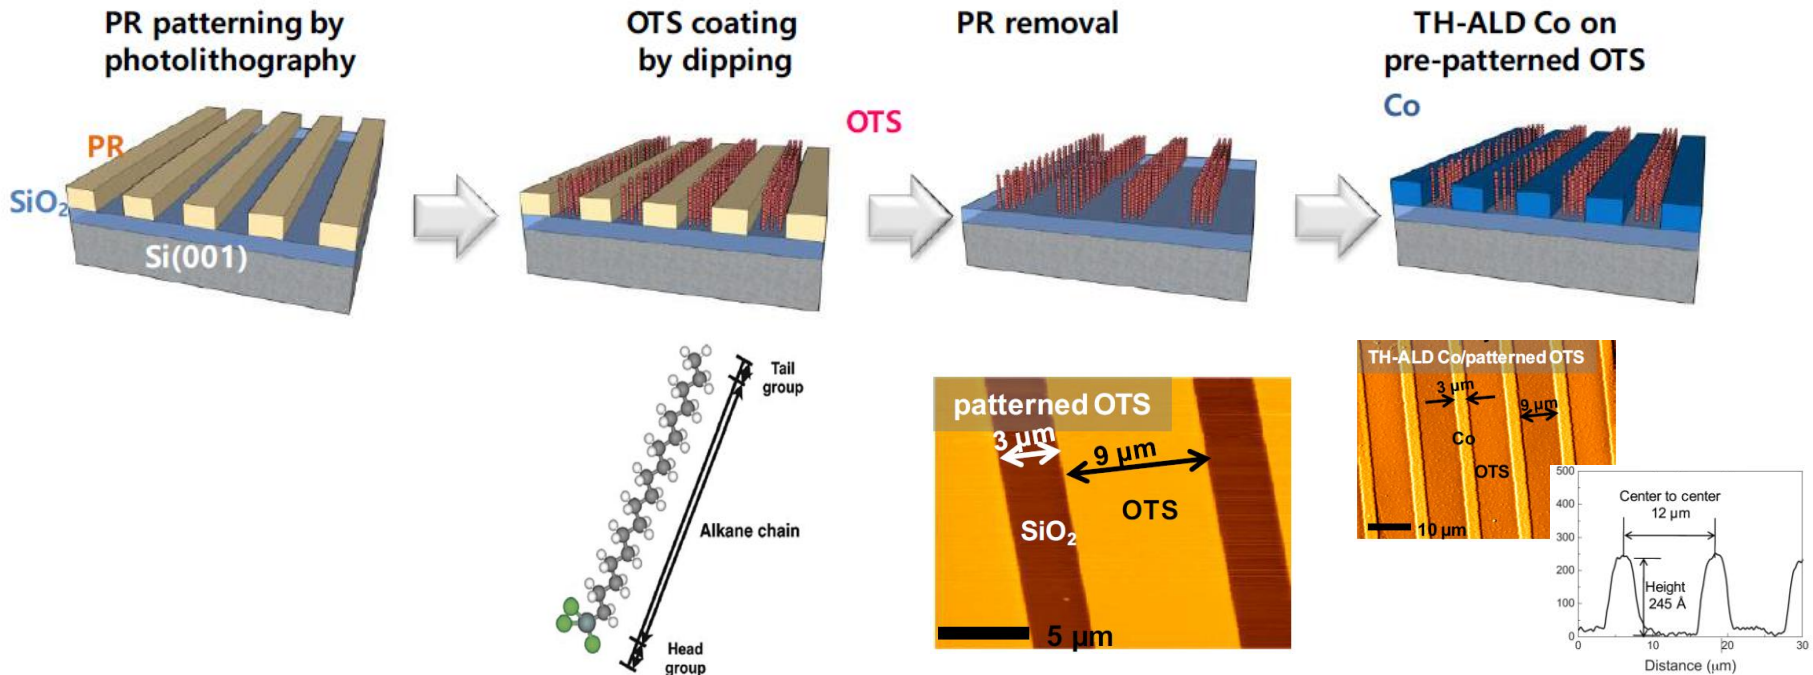 PR patterning by
photolithography
OTS coating
by dipping
PR removal
TH-ALD Co on
pre-patterned OTS
PR
SiO₂
Si(001)
OTS
Co
Tail
group
Alkane chain
Head
group
patterned OTS
3 μm
9 μm
OTS
SiO₂
5 μm
TH-ALD Co/patterned OTS
3 μm
9 μm
Co
OTS
10 μm
500
400
300
200
100
0
Center to center
12 μm
Height
245 Å
0
10
20
30
Distance (μm)